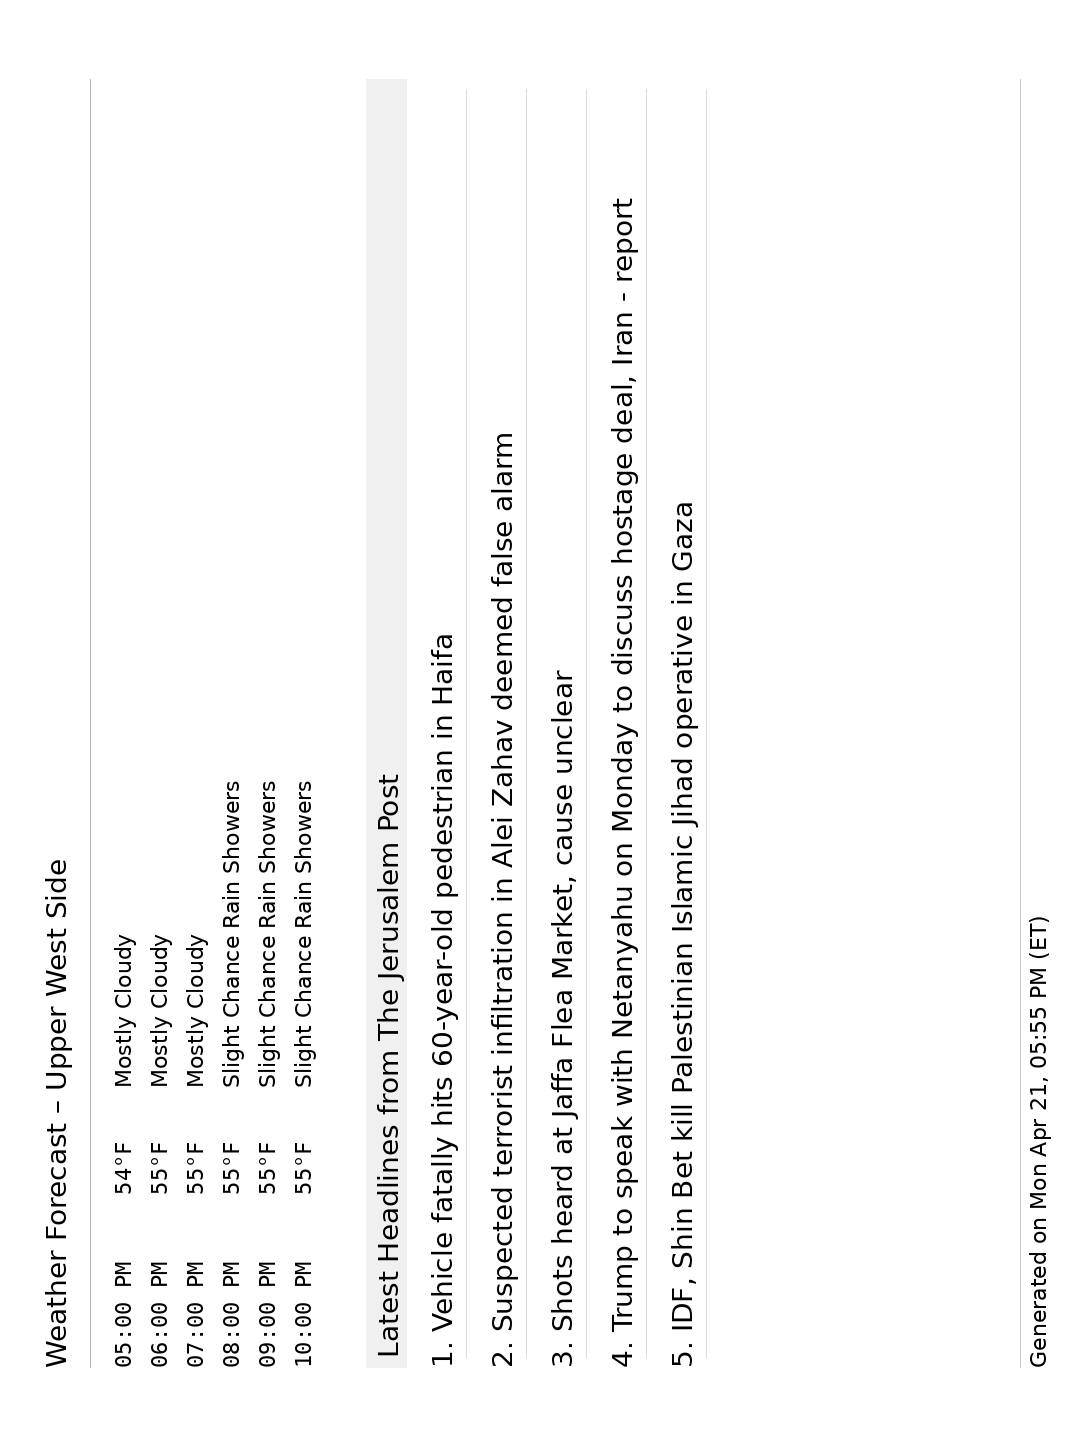 Weather Forecast – Upper West Side
05:00 PM 54°F Mostly Cloudy
06:00 PM 55°F Mostly Cloudy
07:00 PM 55°F Mostly Cloudy
08:00 PM 55°F Slight Chance Rain Showers
09:00 PM 55°F Slight Chance Rain Showers
10:00 PM 55°F Slight Chance Rain Showers
Latest Headlines from The Jerusalem Post
1. Vehicle fatally hits 60-year-old pedestrian in Haifa
2. Suspected terrorist infiltration in Alei Zahav deemed false alarm
3. Shots heard at Jaffa Flea Market, cause unclear
4. Trump to speak with Netanyahu on Monday to discuss hostage deal, Iran - report
5. IDF, Shin Bet kill Palestinian Islamic Jihad operative in Gaza
Generated on Mon Apr 21, 05:55 PM (ET)